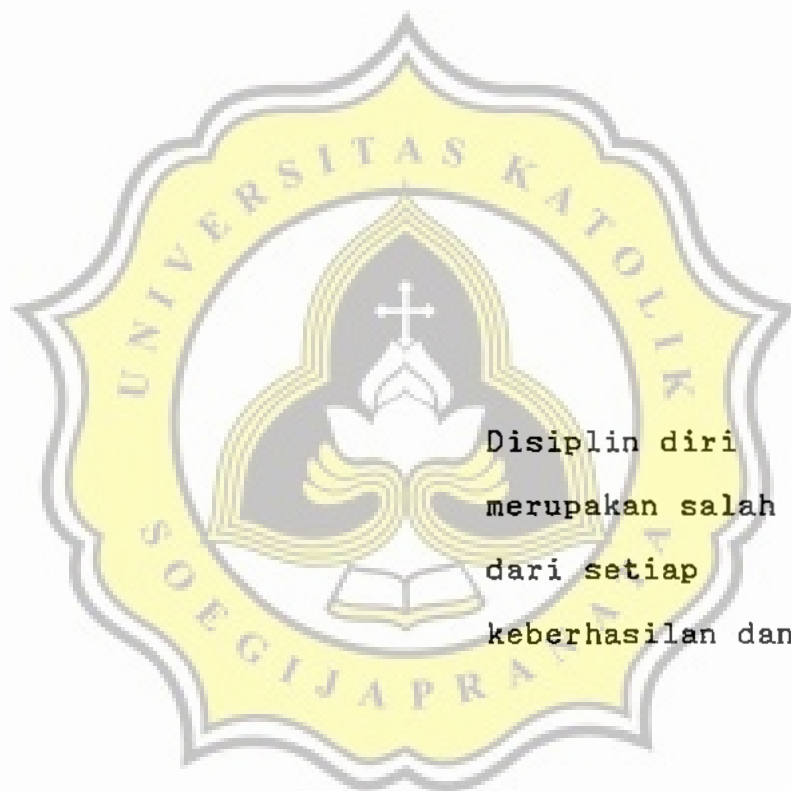 UNIVERSITAS KATOLIK
SOEGIJAPRANATA
Disiplin diri
merupakan salah
dari setiap
keberhasilan dan